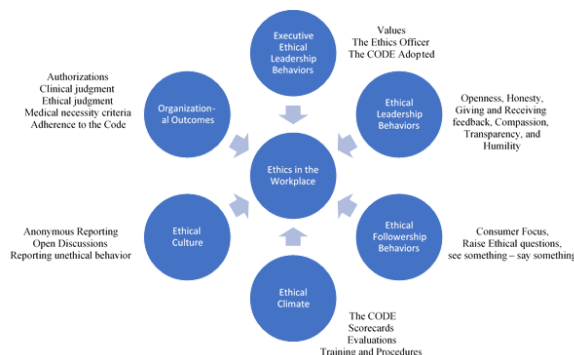 Executive
Ethical
Leadership
Behaviors
Values
The Ethics Officer
The CODE Adopted
Authorizations
Clinical judgment
Ethical judgment
Medical necessity criteria
Adherence to the Code
Organization-
al Outcomes
Ethical
Leadership
Behaviors
Openness, Honesty,
Giving and Receiving
feedback, Compassion,
Transparency, and
Humility
Ethics in the
Workplace
Anonymous Reporting
Open Discussions
Reporting unethical behavior
Ethical
Culture
Ethical
Followership
Behaviors
Consumer Focus,
Raise Ethical questions,
see something – say something
Ethical
Climate
The CODE
Scorecards
Evaluations
Training and Procedures